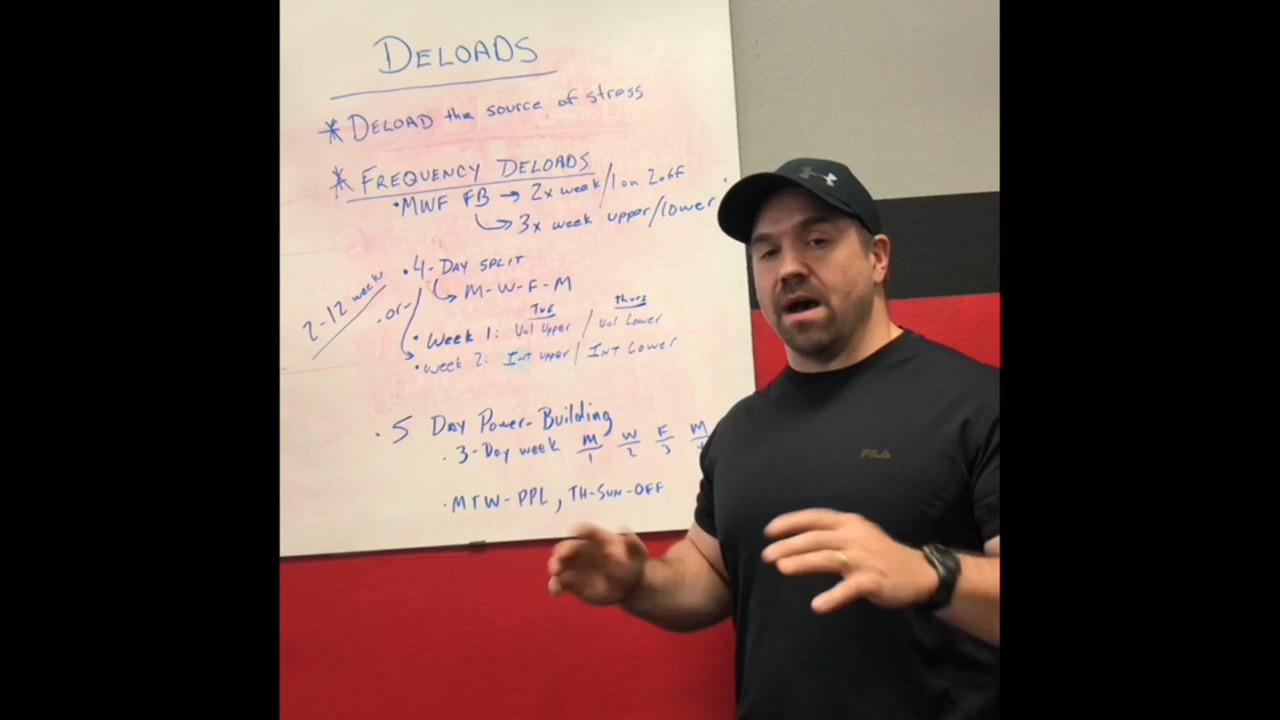 DELOADS
* DELOAD the source of stress
* FREQUENCY DELOADS
• MWF FB → 2x week/1 on 2 off
↳ 3x week upper/lower
• 4-DAY SPLIT
↳ M-W-F-M
2-12 weeks
-or-
Tue Thurs
• Week 1: Vol Upper / Vol Lower
• Week 2: INT Upper / INT Lower
• 5 DAY Power-Building
• 3-Day week M W F M
1 2 3
• MTW-PPL, TH-SUN-OFF
FILA